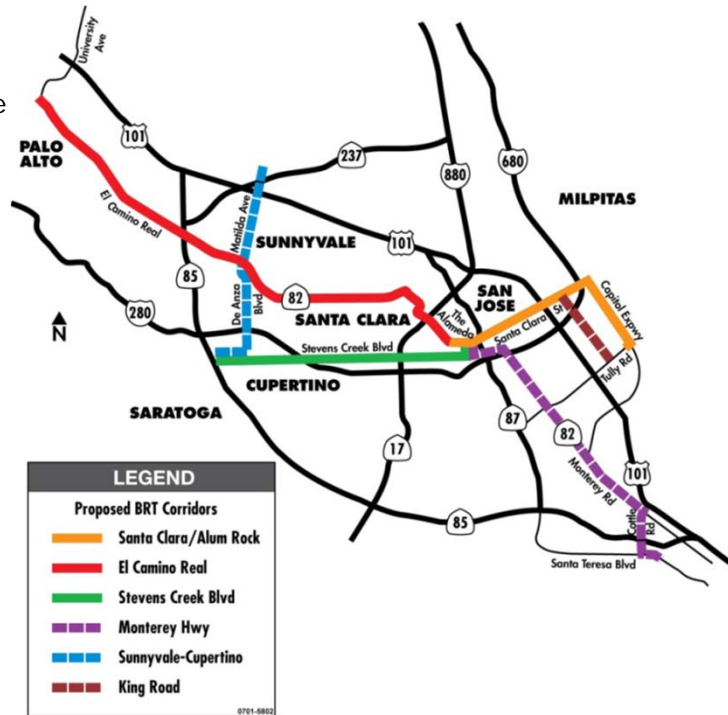 University
Ave
e
PALO
ALTO
101
237
880
680
MILPITAS
El Camino Real
Matilda Ave
SUNNYVALE
101
85
280
N
De Anza
Blvd
82
SANTA CLARA
The
Alameda
SAN
JOSE
Santa Clara
St
Capitol Expwy
Stevens Creek Blvd
Tully Rd
CUPERTINO
SARATOGA
87
82
17
Monterey Rd
101
85
Cottle
Rd
Santa Teresa Blvd
LEGEND
Proposed BRT Corridors
Santa Clara/Alum Rock
El Camino Real
Stevens Creek Blvd
Monterey Hwy
Sunnyvale-Cupertino
King Road
0701-5802